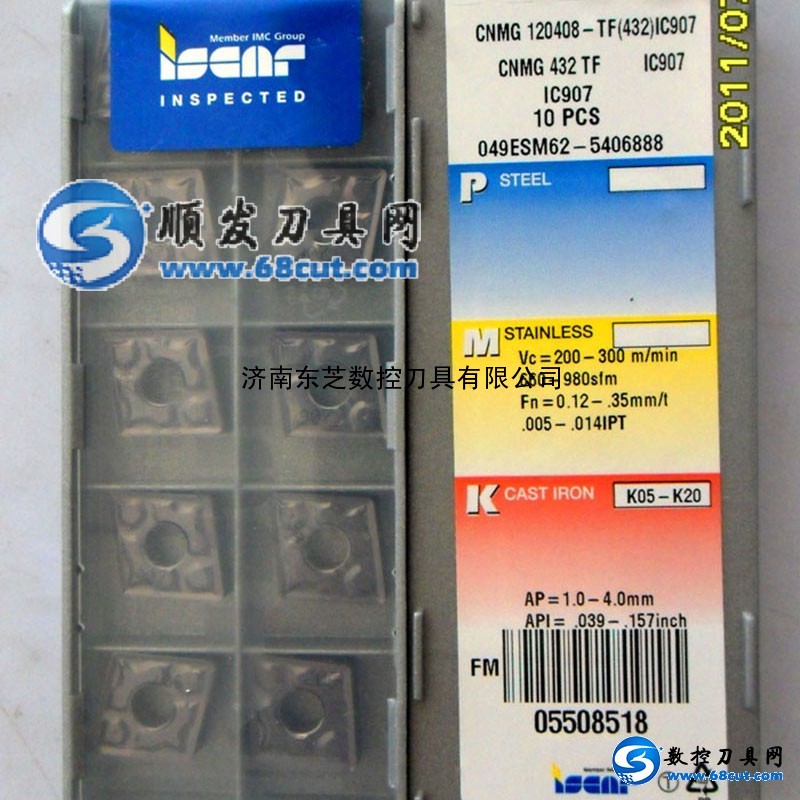 Member IMC Group
iscar
INSPECTED
顺发刀具网
www.68cut.com
济南东芝数控刀具有限公司
CNMG 120408-TF(432)IC907
CNMG 432 TF IC907
IC907
10 PCS
049ESM62-5406888
2011/07
P STEEL
M STAINLESS
Vc=200-300 m/min
980sfm
Fn=0.12-.35mm/t
.005-.014IPT
K CAST IRON K05-K20
AP=1.0-4.0mm
API= .039-.157inch
FM
05508518
iscar
数控刀具网
www.68cut.com